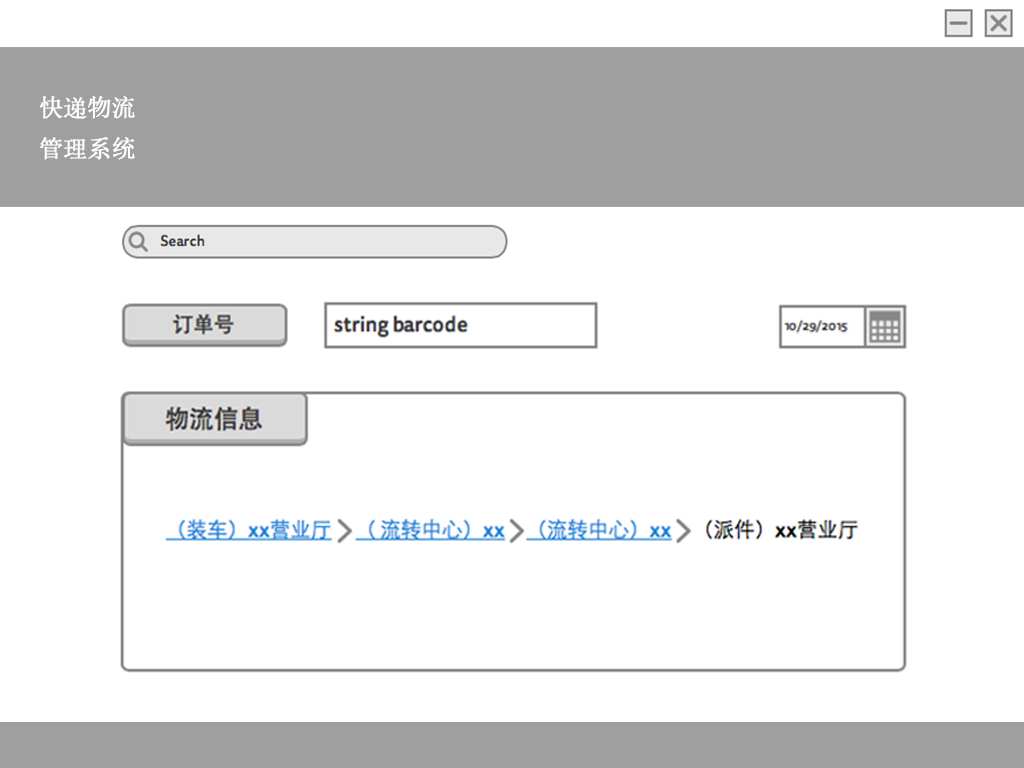 快递物流
管理系统
Search
订单号
string barcode
10/29/2015
物流信息
（装车）xx营业厅 （ 流转中心）xx （流转中心）xx （派件）xx营业厅